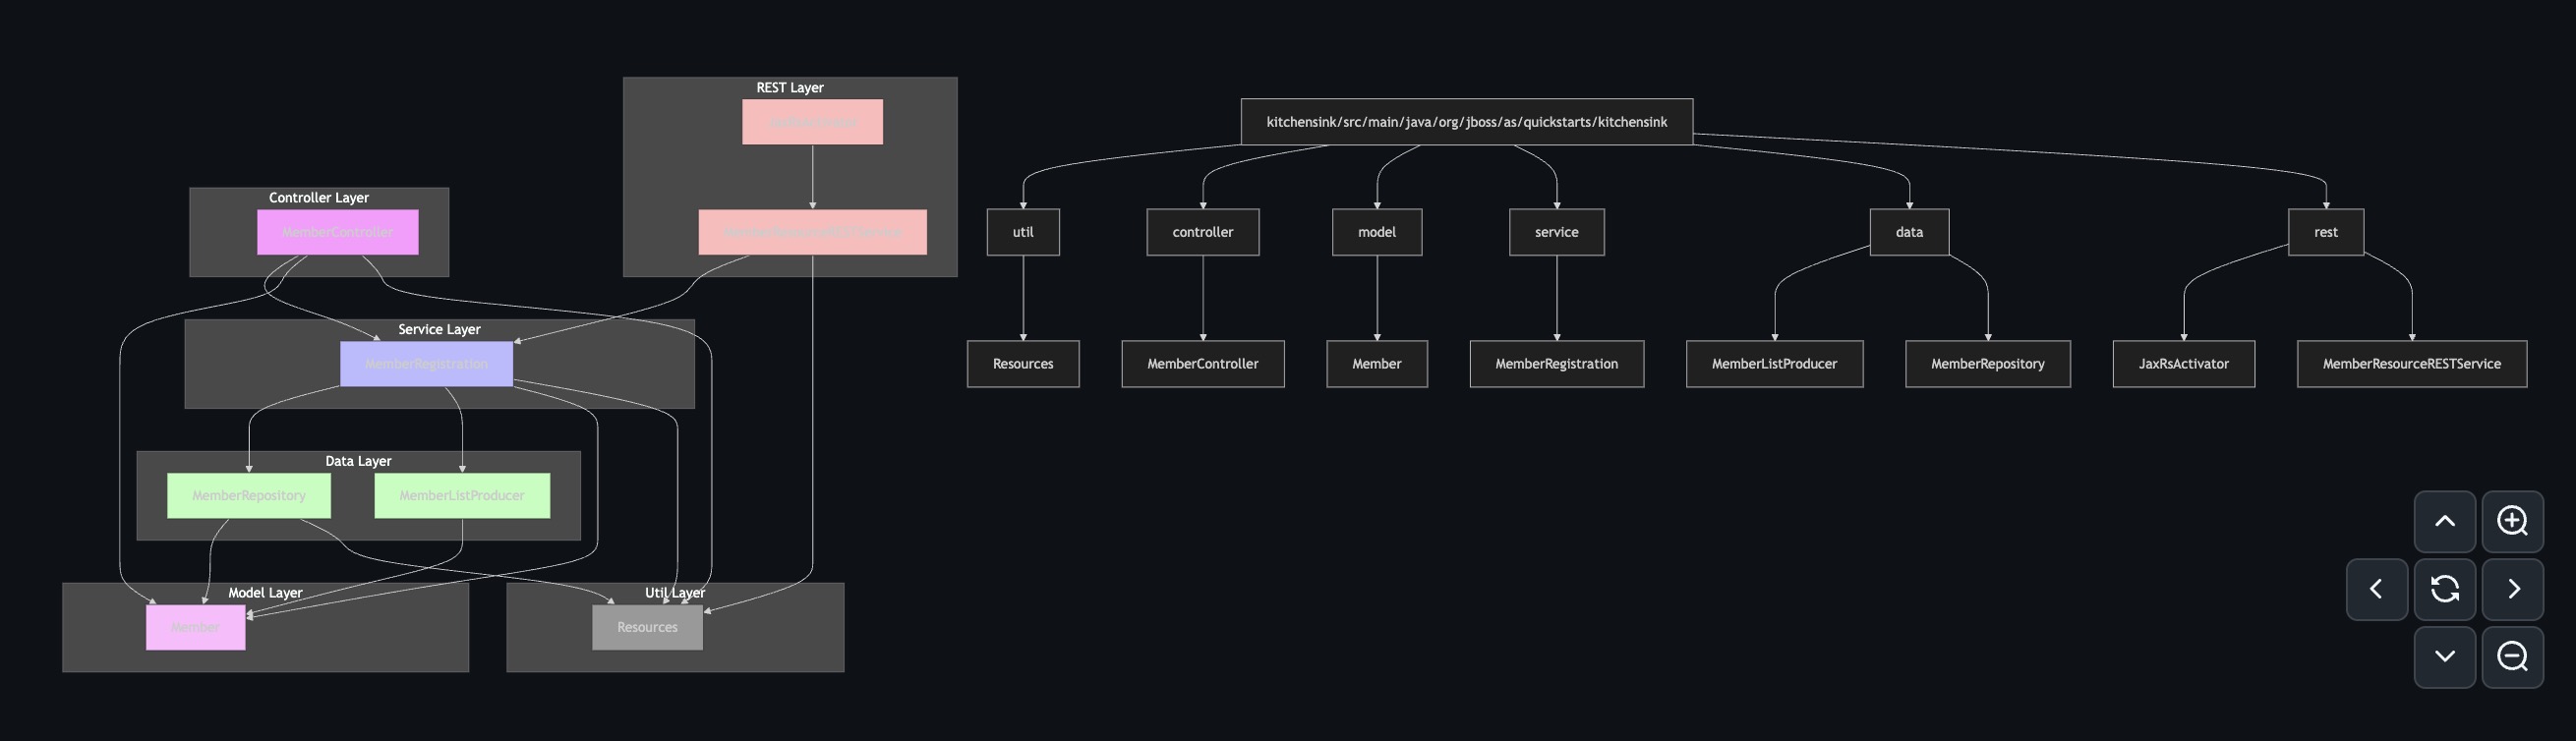 REST Layer
JaxRsActivator
Controller Layer
MemberController
MemberResourceRESTService
Service Layer
MemberRegistration
Data Layer
MemberRepository
MemberListProducer
Model Layer
Member
Util Layer
Resources
kitchensink/src/main/java/org/jboss/as/quickstarts/kitchensink
util
controller
model
service
data
rest
Resources
MemberController
Member
MemberRegistration
MemberListProducer
MemberRepository
JaxRsActivator
MemberResourceRESTService